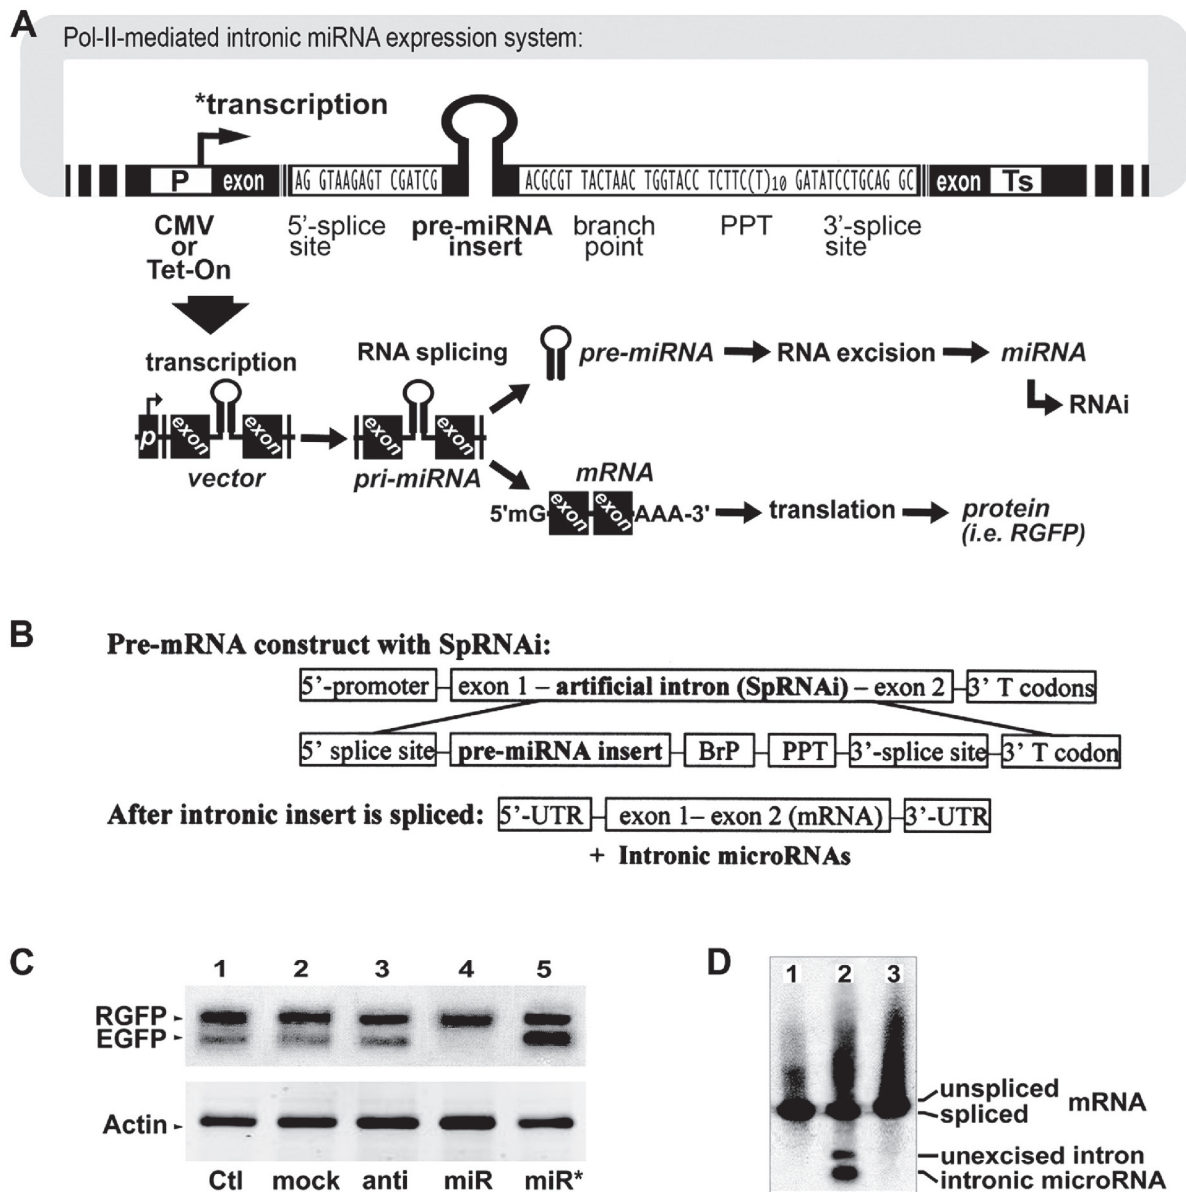 A
Pol-II-mediated intronic miRNA expression system:
*transcription
P exon AG GTAAGAGT CGATCG ACGCGT TACTAAC TGGTACC TCTTC(T)10 GATATCCTGCAG GC exon Ts
CMV or Tet-On
5'-splice site
pre-miRNA insert
branch point
PPT
3'-splice site
transcription
RNA splicing
pre-miRNA RNA excision miRNA
RNAi
p exon exon
vector
exon exon
pri-miRNA
mRNA
5'mG exon exon AAA-3' translation protein
(i.e. RGFP)
B
Pre-mRNA construct with SpRNAi:
5'-promoter exon 1 – artificial intron (SpRNAi) – exon 2 3' T codons
5' splice site pre-miRNA insert BrP PPT 3'-splice site 3' T codon
After intronic insert is spliced: 5'-UTR exon 1– exon 2 (mRNA) 3'-UTR
+ Intronic microRNAs
C
1 2 3 4 5
RGFP
EGFP
Actin
Ctl mock anti miR miR*
D
1 2 3
unspliced
spliced
mRNA
unexcised intron
intronic microRNA